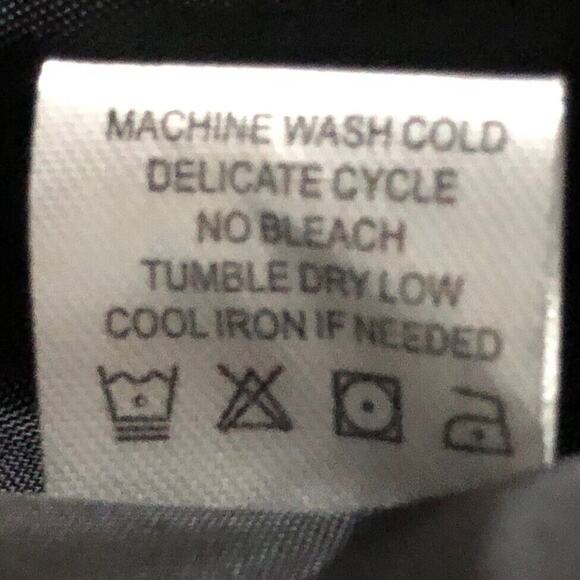 MACHINE WASH COLD
DELICATE CYCLE
NO BLEACH
TUMBLE DRY LOW
COOL IRON IF NEEDED